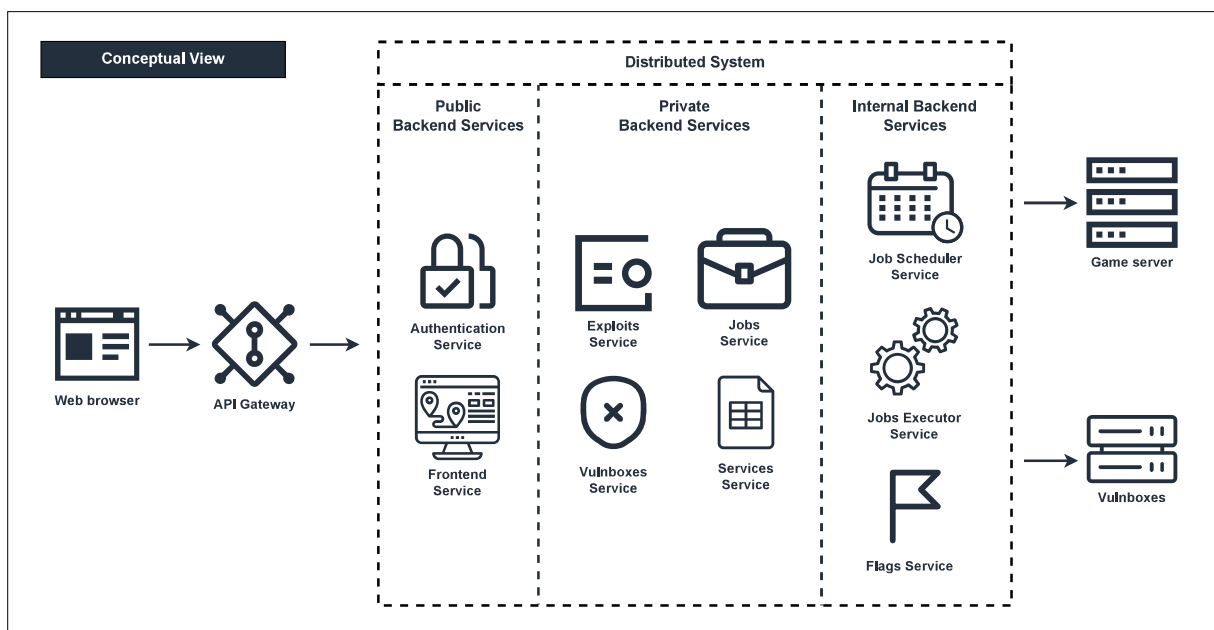 Conceptual View
Distributed System
Public
Backend Services
Private
Backend Services
Internal Backend
Services
Job Scheduler
Service
Game server
Authentication
Service
Exploits
Service
Jobs
Service
Web browser
API Gateway
Jobs Executor
Service
Frontend
Service
Vulnboxes
Service
Services
Service
Vulnboxes
Flags Service